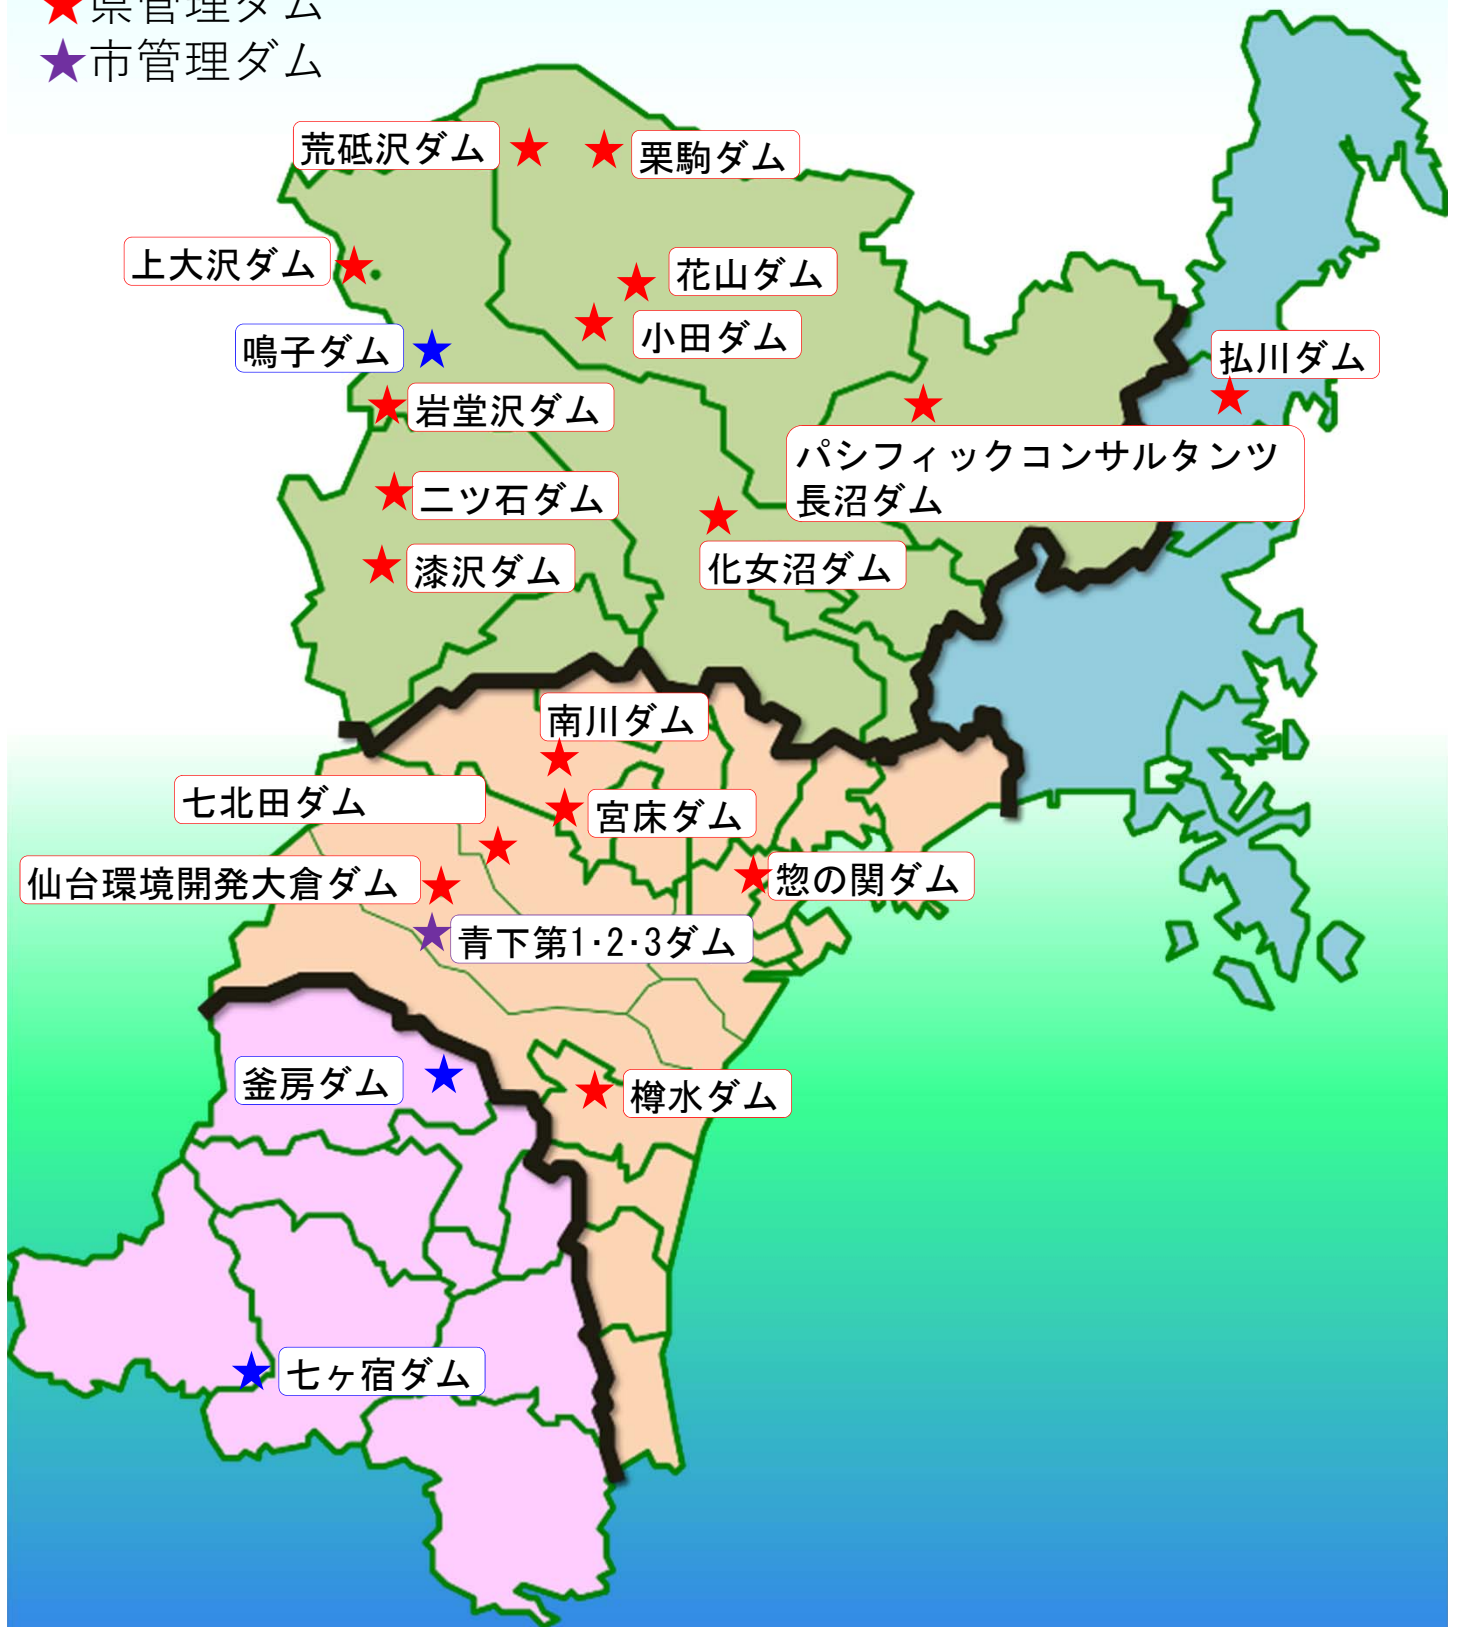 ★県管理ダム
★市管理ダム
荒砥沢ダム
栗駒ダム
上大沢ダム
花山ダム
小田ダム
鳴子ダム
払川ダム
岩堂沢ダム
パシフィックコンサルタンツ
長沼ダム
二ツ石ダム
化女沼ダム
漆沢ダム
南川ダム
七北田ダム
宮床ダム
仙台環境開発大倉ダム
惣の関ダム
青下第1･2･3ダム
釜房ダム
樽水ダム
七ヶ宿ダム